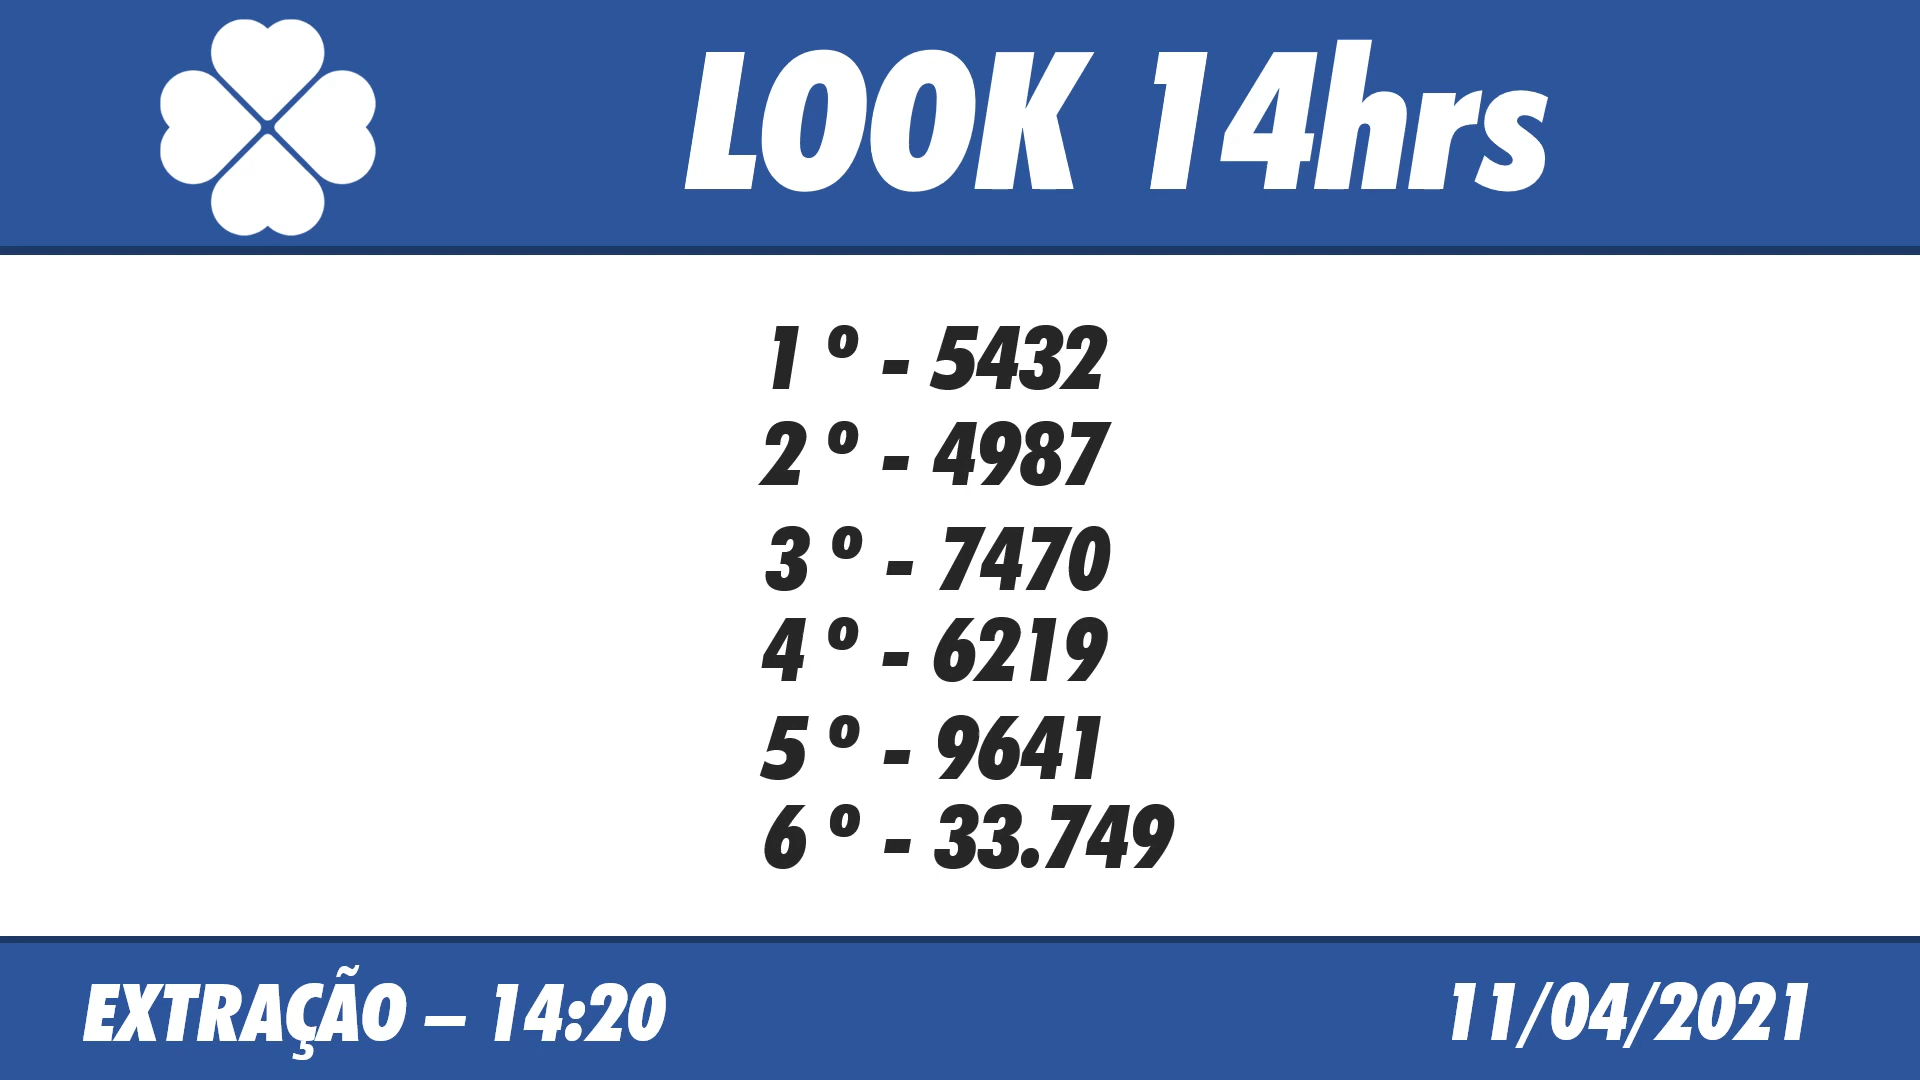 LOOK 14hrs
1 º - 5432
2 º - 4987
3 º - 7470
4 º - 6219
5 º - 9641
6 º - 33.749
EXTRAÇÃO – 14:20
11/04/2021